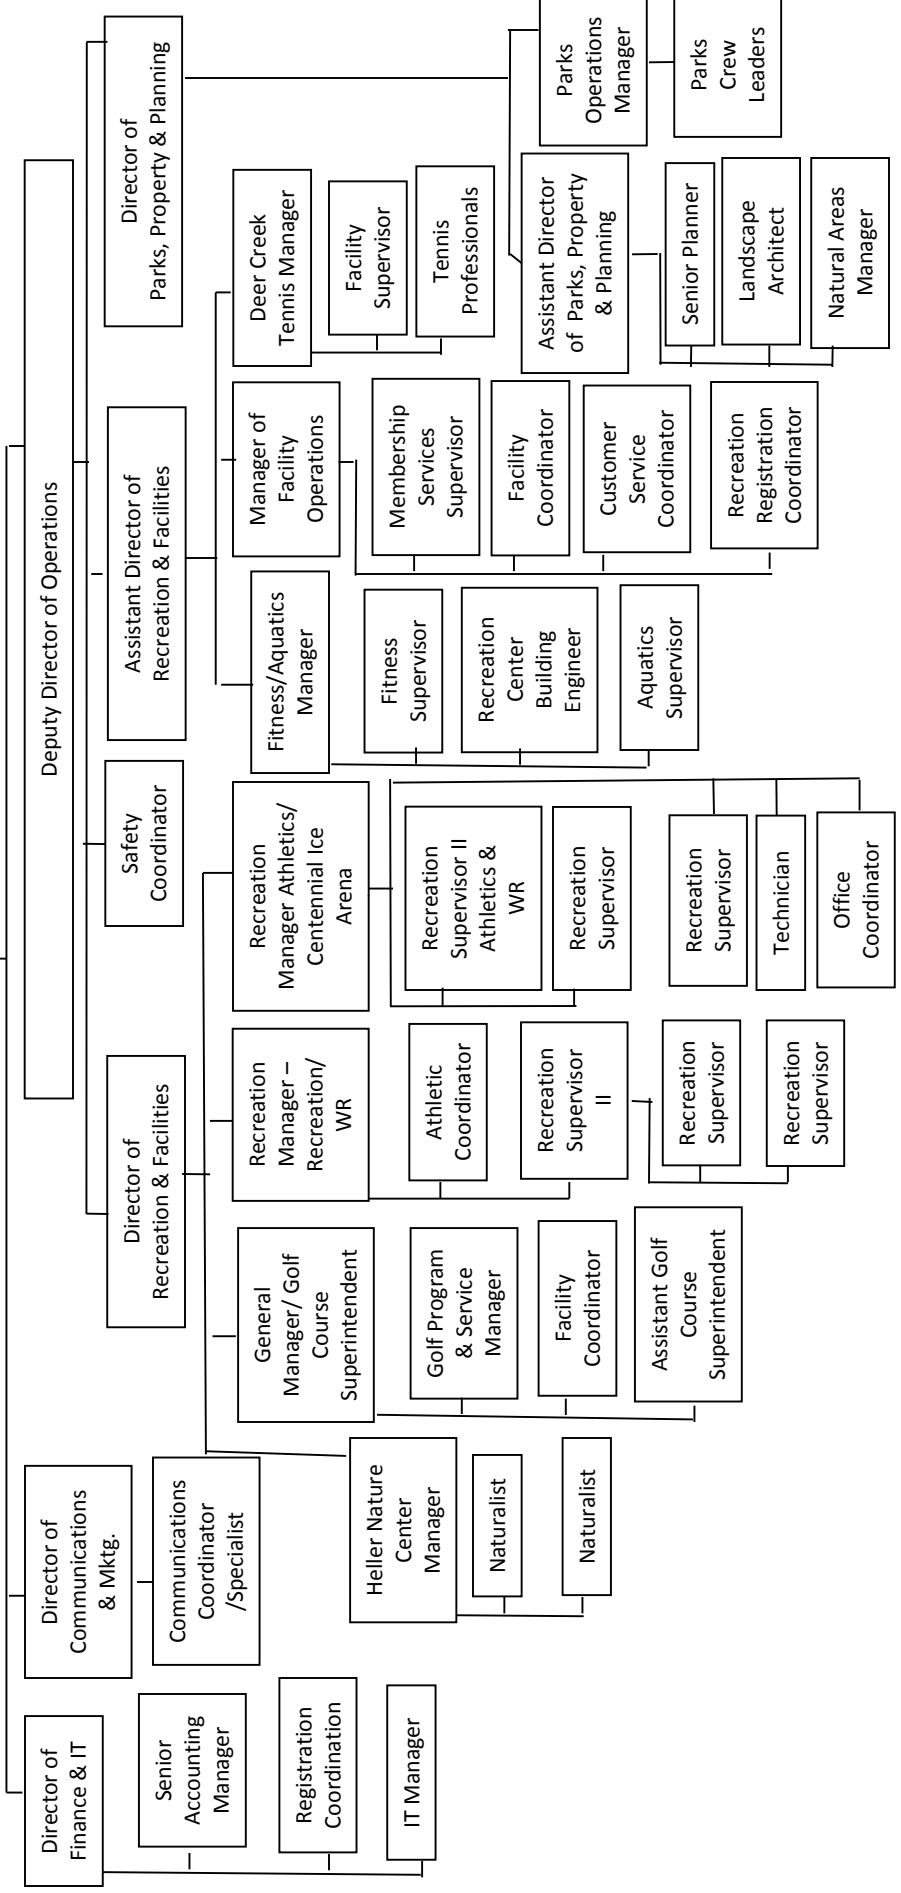 Director of
Finance & IT
Senior
Accounting
Manager
Registration
Coordination
IT Manager
Director of
Communications
& Mktg.
Communications
Coordinator
/Specialist
Deputy Director of Operations
Director of
Recreation & Facilities
Heller Nature
Center
Manager
Naturalist
Naturalist
General
Manager/ Golf
Course
Superintendent
Golf Program
& Service
Manager
Facility
Coordinator
Assistant Golf
Course
Superintendent
Recreation
Manager –
Recreation/
WR
Athletic
Coordinator
Recreation
Supervisor
II
Recreation
Supervisor
Recreation
Supervisor
Recreation
Manager Athletics/
Centennial Ice
Arena
Recreation
Supervisor II
Athletics &
WR
Recreation
Supervisor
Recreation
Supervisor
Technician
Office
Coordinator
Safety
Coordinator
Assistant Director of
Recreation & Facilities
Fitness/Aquatics
Manager
Fitness
Supervisor
Recreation
Center
Building
Engineer
Aquatics
Supervisor
Manager of
Facility
Operations
Membership
Services
Supervisor
Facility
Coordinator
Customer
Service
Coordinator
Recreation
Registration
Coordinator
Deer Creek
Tennis Manager
Facility
Supervisor
Tennis
Professionals
Director of
Parks, Property & Planning
Assistant Director
of Parks, Property
& Planning
Senior Planner
Landscape
Architect
Natural Areas
Manager
Parks
Operations
Manager
Parks
Crew
Leaders